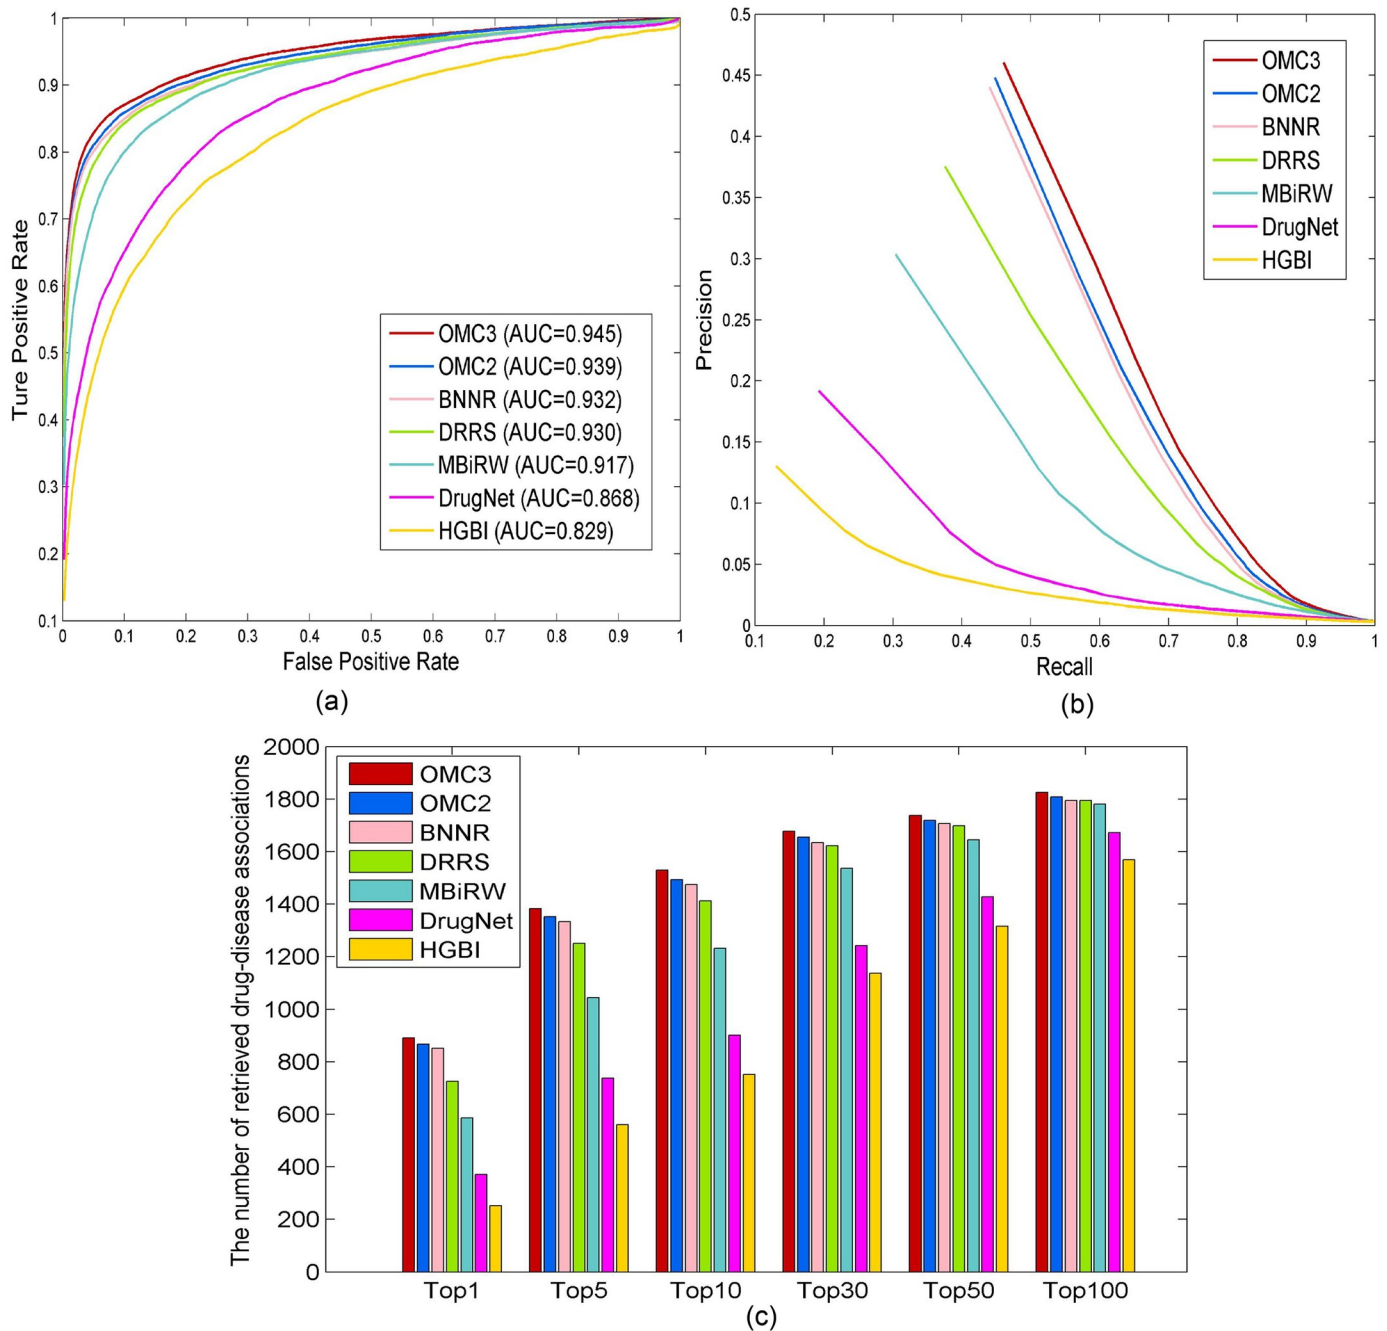 1
0.9
0.8
0.7
0.6
0.5
0.4
0.3
0.2
0.1
Ture Positive Rate
OMC3 (AUC=0.945)
OMC2 (AUC=0.939)
BNNR (AUC=0.932)
DRRS (AUC=0.930)
MBiRW (AUC=0.917)
DrugNet (AUC=0.868)
HGBI (AUC=0.829)
0 0.1 0.2 0.3 0.4 0.5 0.6 0.7 0.8 0.9 1
False Positive Rate
(a)
0.5
0.45
0.4
0.35
0.3
0.25
0.2
0.15
0.1
0.05
0
Precision
OMC3
OMC2
BNNR
DRRS
MBiRW
DrugNet
HGBI
0.1 0.2 0.3 0.4 0.5 0.6 0.7 0.8 0.9 1
Recall
(b)
The number of retrieved drug-disease associations
2000
1800
1600
1400
1200
1000
800
600
400
200
0
OMC3
OMC2
BNNR
DRRS
MBiRW
DrugNet
HGBI
Top1 Top5 Top10 Top30 Top50 Top100
(c)